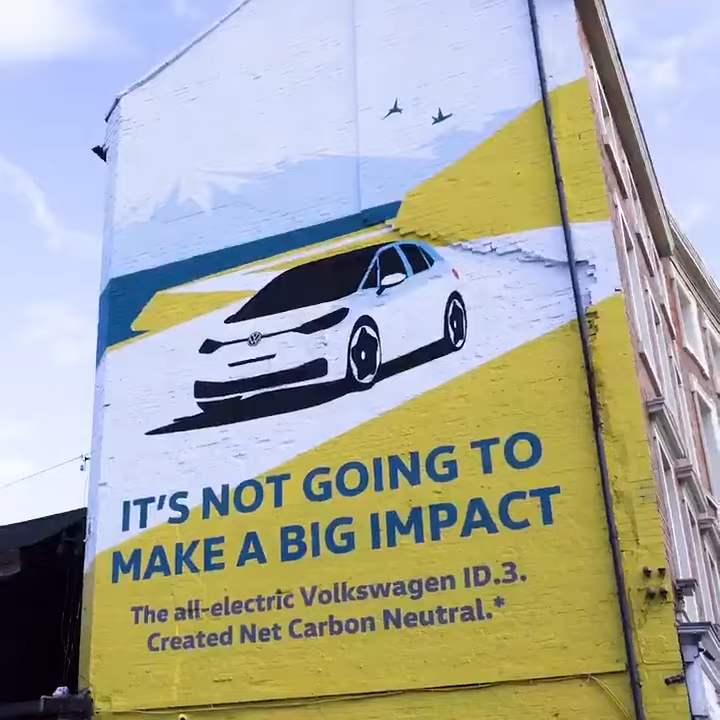 IT'S NOT GOING TO
MAKE A BIG IMPACT
The all-electric Volkswagen ID.3.
Created Net Carbon Neutral.*